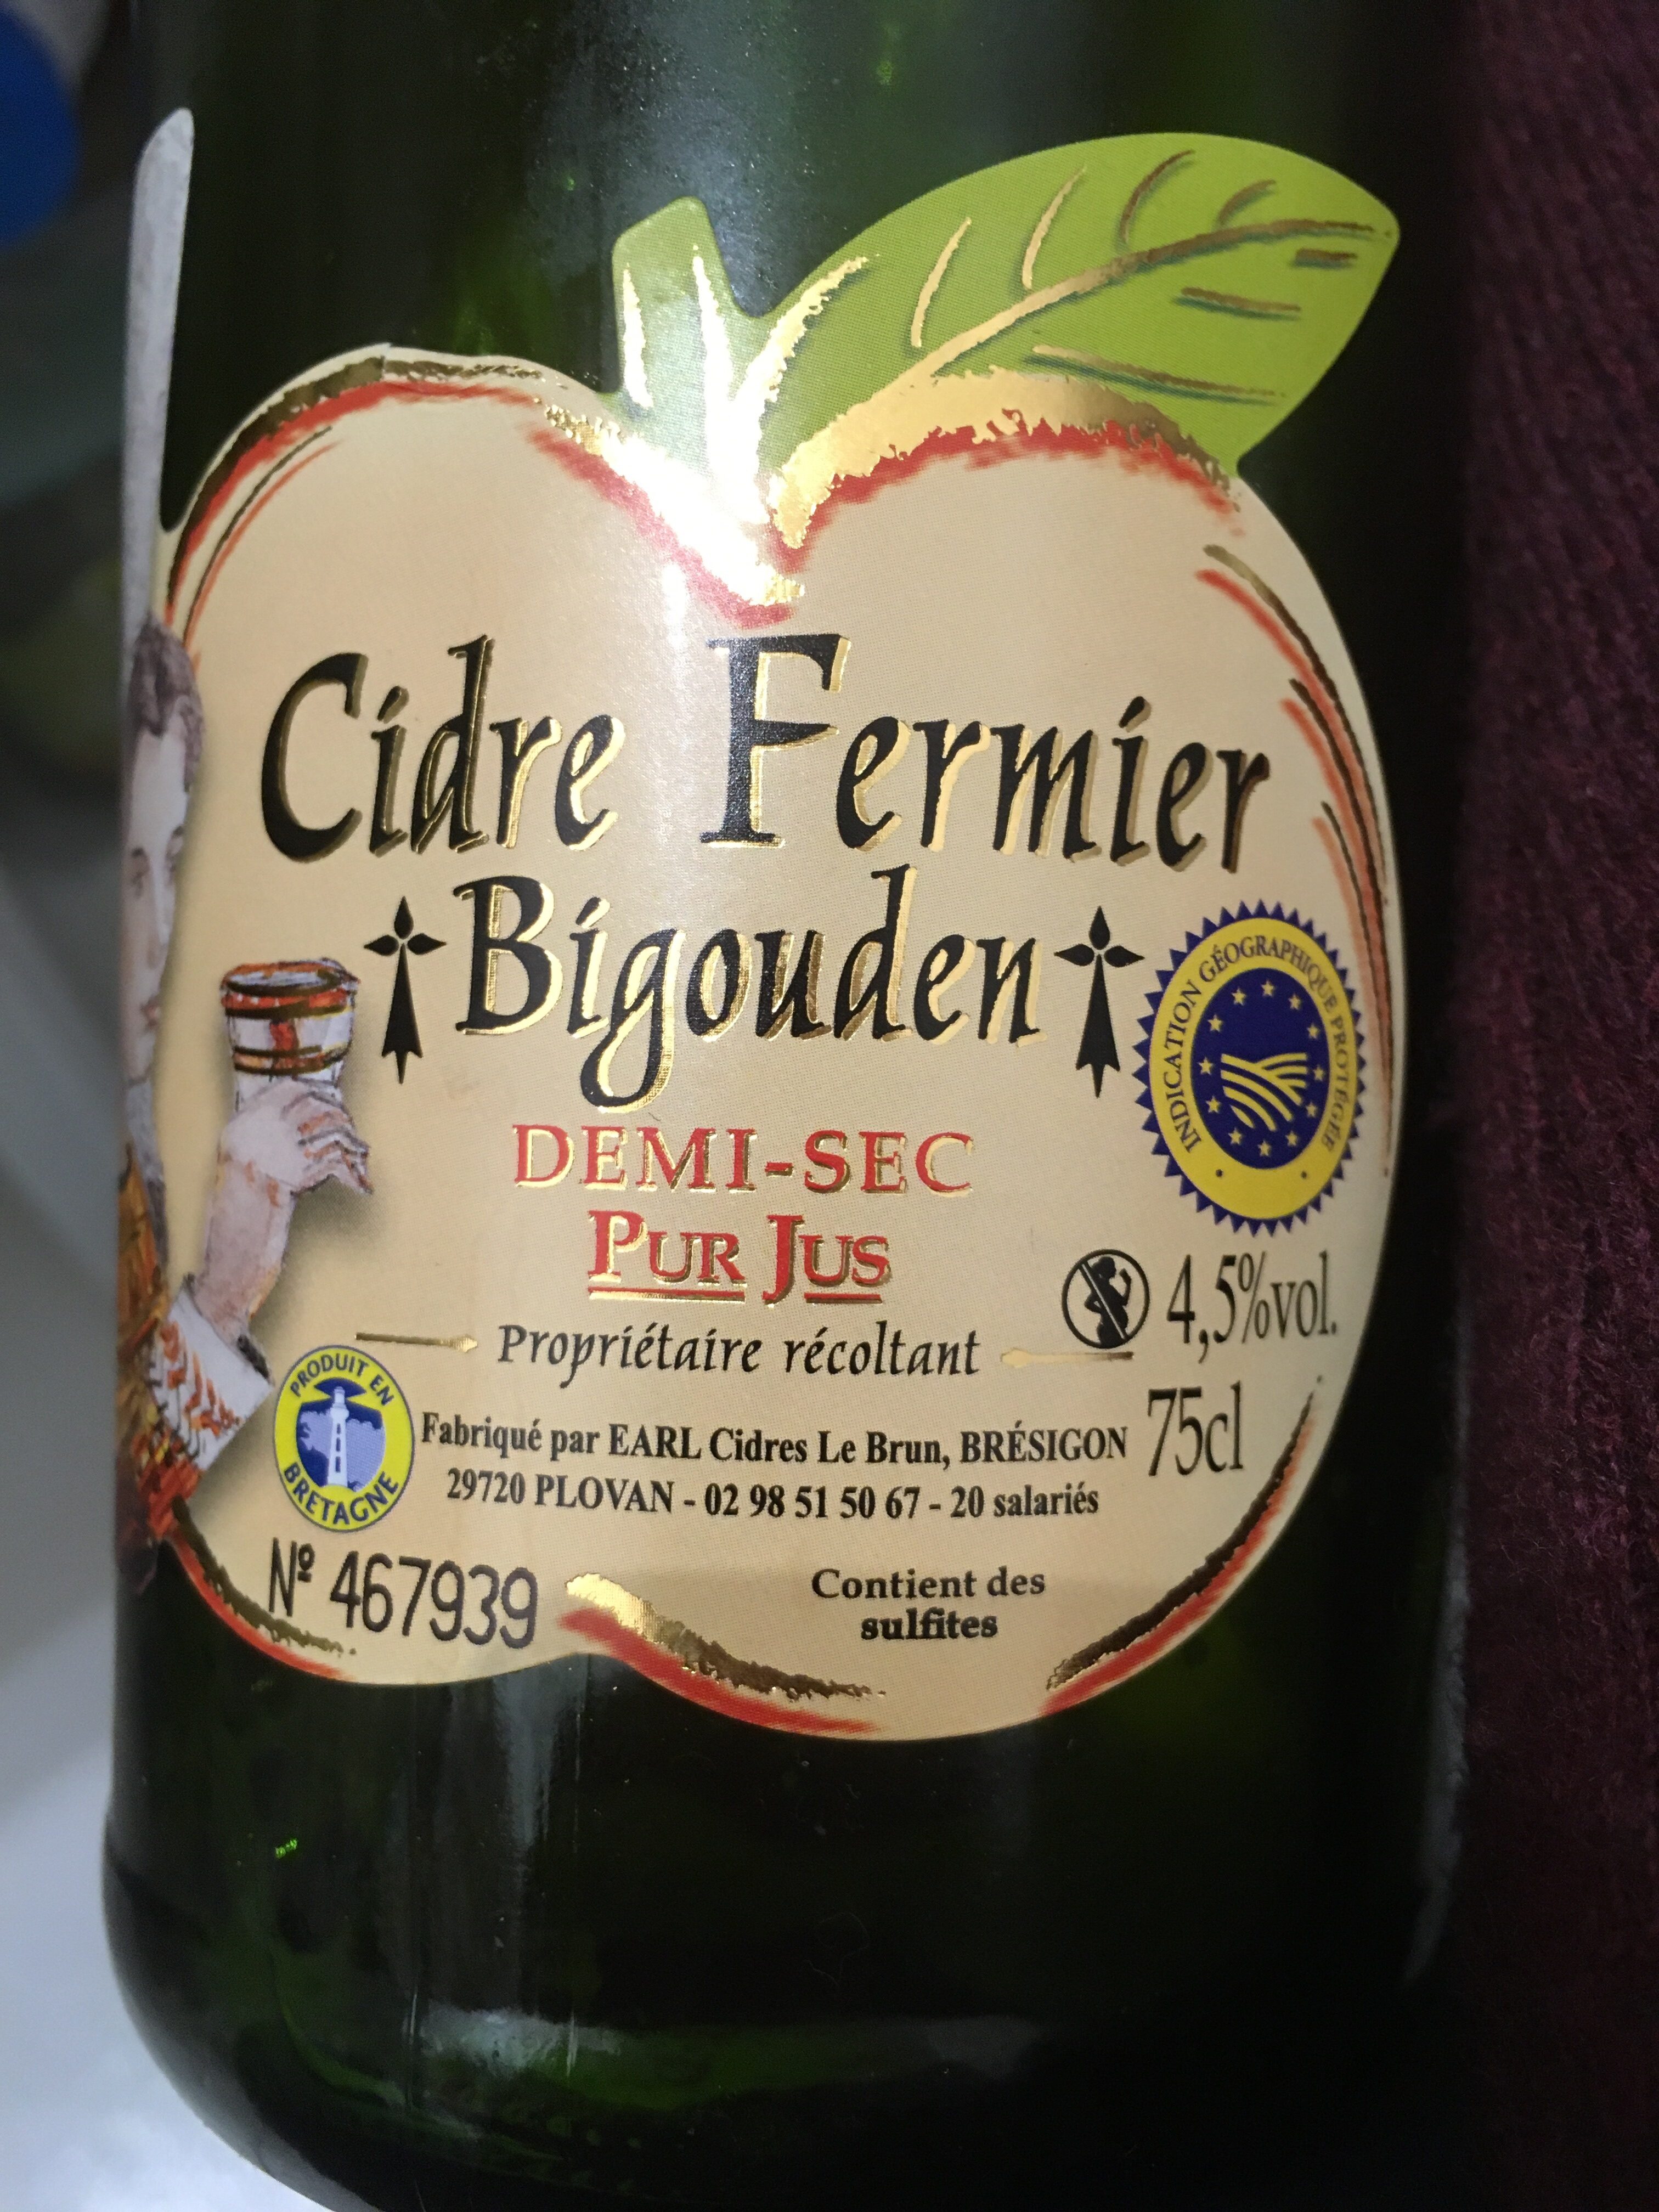 Cidre Fermier
Bigouden
INDICATION GÉOGRAPHIQUE PROTÉGÉE
DEMI-SEC
PUR JUS
4,5%vol.
Propriétaire récoltant
75cl
PRODUIT EN
BRETAGNE
Fabriqué par EARL Cidres Le Brun, BRÉSIGON
29720 PLOVAN - 02 98 51 50 67 - 20 salariés
Nº 467939
Contient des
sulfites